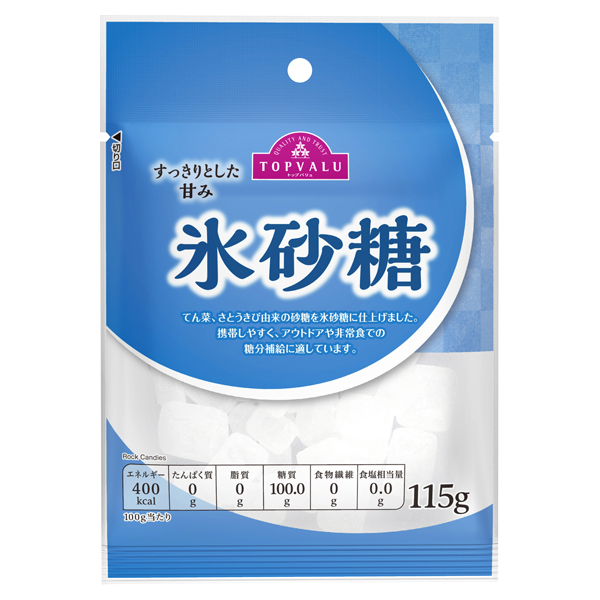 QUALITY AND TRUST
TOPVALU
トップバリュ
切り口
すっきりとした
甘み
氷砂糖
てん菜、さとうきび由来の砂糖を氷砂糖に仕上げました。
携帯しやすく、アウトドアや非常食での
糖分補給に適しています。
Rock Candies
エネルギー たんぱく質 脂質 糖質 食物繊維 食塩相当量
400 0 0 100.0 0 0.0
kcal g g g g g
100g当たり
115g